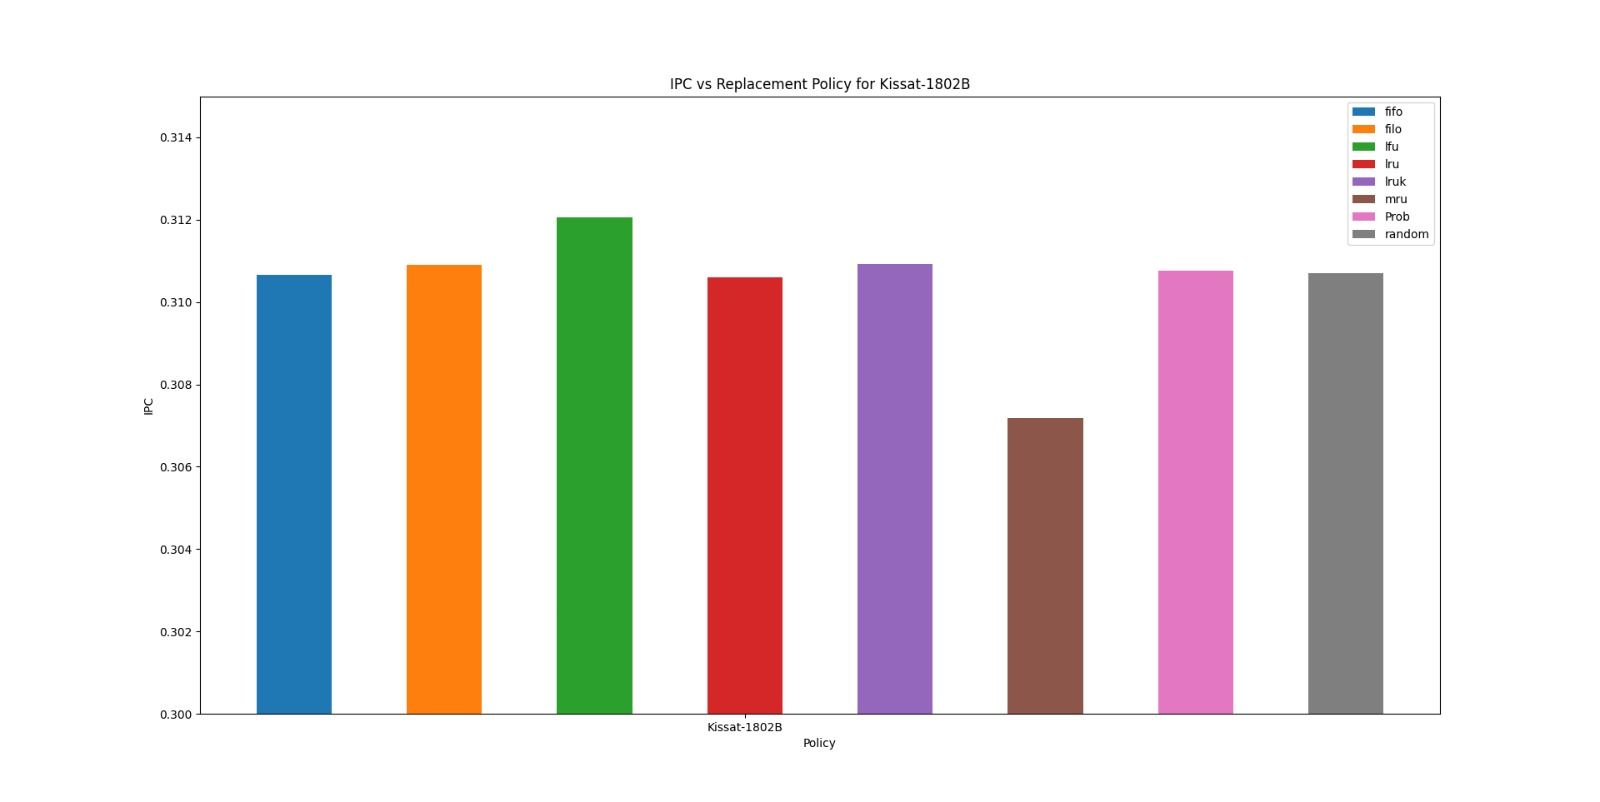 IPC vs Replacement Policy for Kissat-1802B
0.314
0.312
0.310
0.308
0.306
0.304
0.302
0.300
IPC
Kissat-1802B
Policy
fifo
filo
lfu
lru
lruk
mru
Prob
random